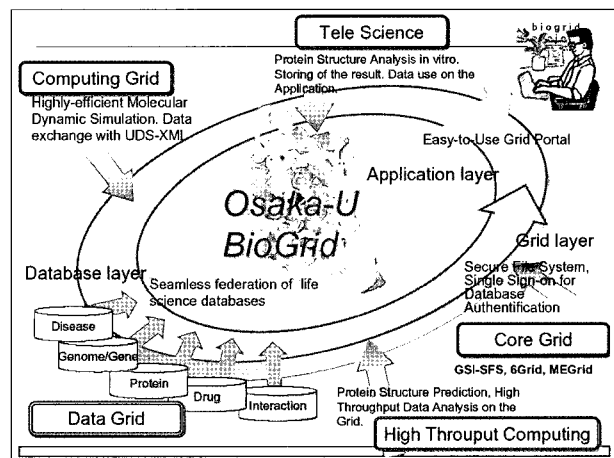 Tele Science
biogrid
Protein Structure Analysis in vitro.
Storing of the result. Data use on the
Application.
Computing Grid
Highly-efficient Molecular
Dynamic Simulation. Data
exchange with UDS-XML
Easy-to-Use Grid Portal
Application layer
Osaka-U
BioGrid
Grid layer
Secure File System,
Single Sign-on for
Database
Authentification
Database layer
Seamless federation of life
science databases
Disease
Genome/Gene
Protein
Drug
Interaction
Data Grid
Core Grid
GSI-SFS, 6Grid, MEGrid
Protein Structure Prediction, High
Throughput Data Analysis on the
Grid.
High Throuput Computing